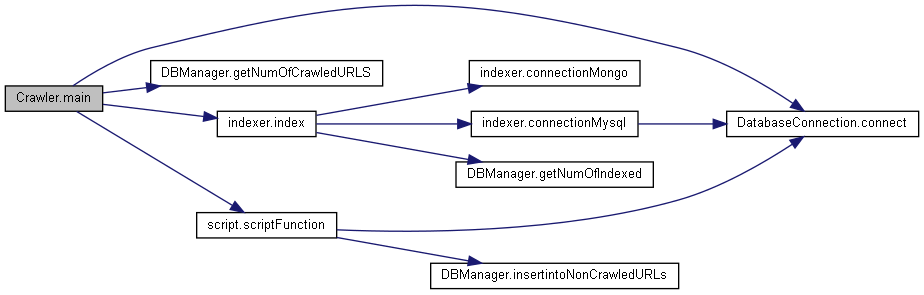 Crawler.main
DBManager.getNumOfCrawledURLS
indexer.index
script.scriptFunction
indexer.connectionMongo
indexer.connectionMysql
DBManager.getNumOfIndexed
DBManager.insertintoNonCrawledURLs
DatabaseConnection.connect